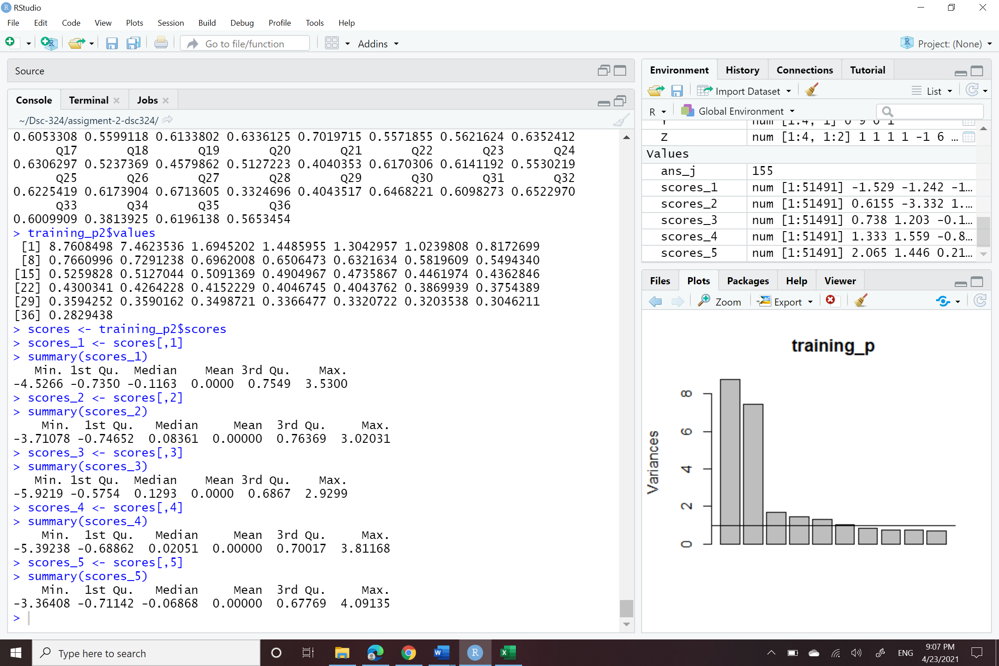 RStudio
File Edit Code View Plots Session Build Debug Profile Tools Help
Go to file/function Addins Project: (None)
Source
Console Terminal Jobs
~/Dsc-324/assigment-2-dsc324/
0.6053308 0.5599118 0.6133802 0.6336125 0.7019715 0.5571855 0.5621624 0.6352412
Q17 Q18 Q19 Q20 Q21 Q22 Q23 Q24
0.6306297 0.5237369 0.4579862 0.5127223 0.4040353 0.6170306 0.6141192 0.5530219
Q25 Q26 Q27 Q28 Q29 Q30 Q31 Q32
0.6225419 0.6173904 0.6713605 0.3324696 0.4043517 0.6468221 0.6098273 0.6522970
Q33 Q34 Q35 Q36
0.6009909 0.3813925 0.6196138 0.5653454
> training_p2$values
[1] 8.7608498 7.4623536 1.6945202 1.4485955 1.3042957 1.0239808 0.8172699
[8] 0.7660996 0.7291238 0.6962008 0.6506473 0.6321634 0.5819609 0.5494340
[15] 0.5259828 0.5127044 0.5091369 0.4904967 0.4735867 0.4461974 0.4362846
[22] 0.4300341 0.4264228 0.4152229 0.4046745 0.4043762 0.3869939 0.3754389
[29] 0.3594252 0.3590162 0.3498721 0.3366477 0.3320722 0.3203538 0.3046211
[36] 0.2829438
> scores <- training_p2$scores
> scores_1 <- scores[,1]
> summary(scores_1)
Min. 1st Qu. Median Mean 3rd Qu. Max.
-4.5266 -0.7350 -0.1163 0.0000 0.7549 3.5300
> scores_2 <- scores[,2]
> summary(scores_2)
Min. 1st Qu. Median Mean 3rd Qu. Max.
-3.71078 -0.74652 0.08361 0.00000 0.76369 3.02031
> scores_3 <- scores[,3]
> summary(scores_3)
Min. 1st Qu. Median Mean 3rd Qu. Max.
-5.9219 -0.5754 0.1293 0.0000 0.6867 2.9299
> scores_4 <- scores[,4]
> summary(scores_4)
Min. 1st Qu. Median Mean 3rd Qu. Max.
-5.39238 -0.68862 0.02051 0.00000 0.70017 3.81168
> scores_5 <- scores[,5]
> summary(scores_5)
Min. 1st Qu. Median Mean 3rd Qu. Max.
-3.36408 -0.71142 -0.06868 0.00000 0.67769 4.09135
>
Environment History Connections Tutorial
Import Dataset List
R Global Environment
Y num [1:4, 1] 0 9 0 1
Z num [1:4, 1:2] 1 1 1 1 -1 6 …
Values
ans_j 155
scores_1 num [1:51491] -1.529 -1.242 -1…
scores_2 num [1:51491] 0.6155 -3.332 1.…
scores_3 num [1:51491] 0.738 1.203 -0.1…
scores_4 num [1:51491] 1.333 1.559 -0.8…
scores_5 num [1:51491] 2.065 1.446 0.21…
Files Plots Packages Help Viewer
Zoom Export
training_p
Variances
8
6
4
2
0
Type here to search
ENG
9:07 PM
4/23/2021